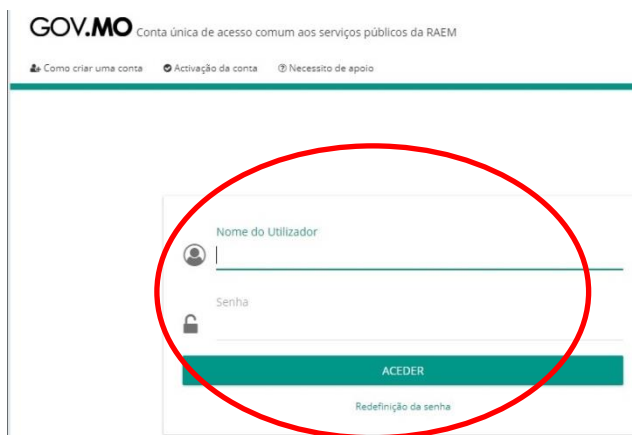 GOV.MO Conta única de acesso comum aos serviços públicos da RAEM
Como criar uma conta Activação da conta Necessito de apoio
Nome do Utilizador
Senha
ACEDER
Redefinição da senha